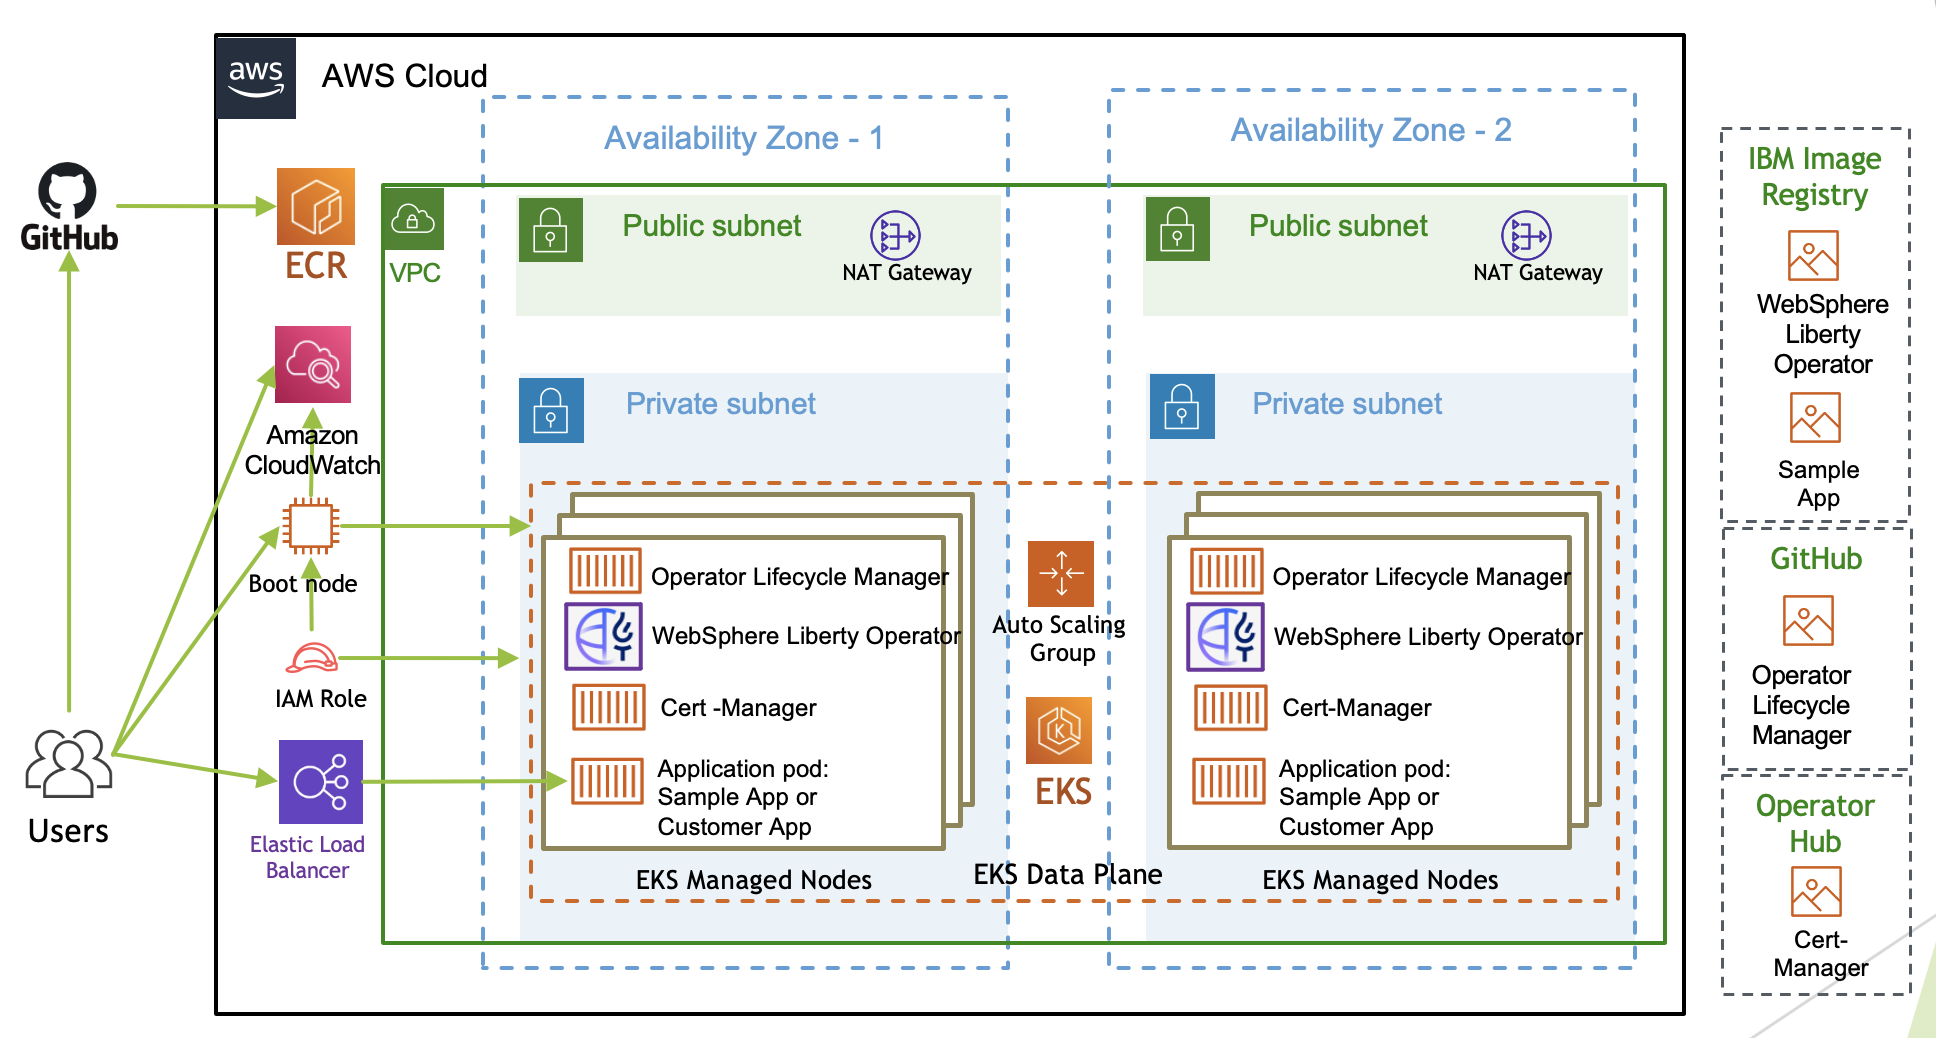 aws
AWS Cloud
Availability Zone - 1
Availability Zone - 2
GitHub
ECR
VPC
Public subnet
NAT Gateway
Public subnet
NAT Gateway
Amazon
CloudWatch
Private subnet
Private subnet
Boot node
IAM Role
Users
Elastic Load
Balancer
Operator Lifecycle Manager
WebSphere Liberty Operator
Cert -Manager
Application pod:
Sample App or
Customer App
EKS Managed Nodes
Auto Scaling
Group
K
EKS
EKS Data Plane
Operator Lifecycle Manager
WebSphere Liberty Operator
Cert-Manager
Application pod:
Sample App or
Customer App
EKS Managed Nodes
IBM Image
Registry
WebSphere
Liberty
Operator
Sample
App
GitHub
Operator
Lifecycle
Manager
Operator
Hub
Cert-
Manager